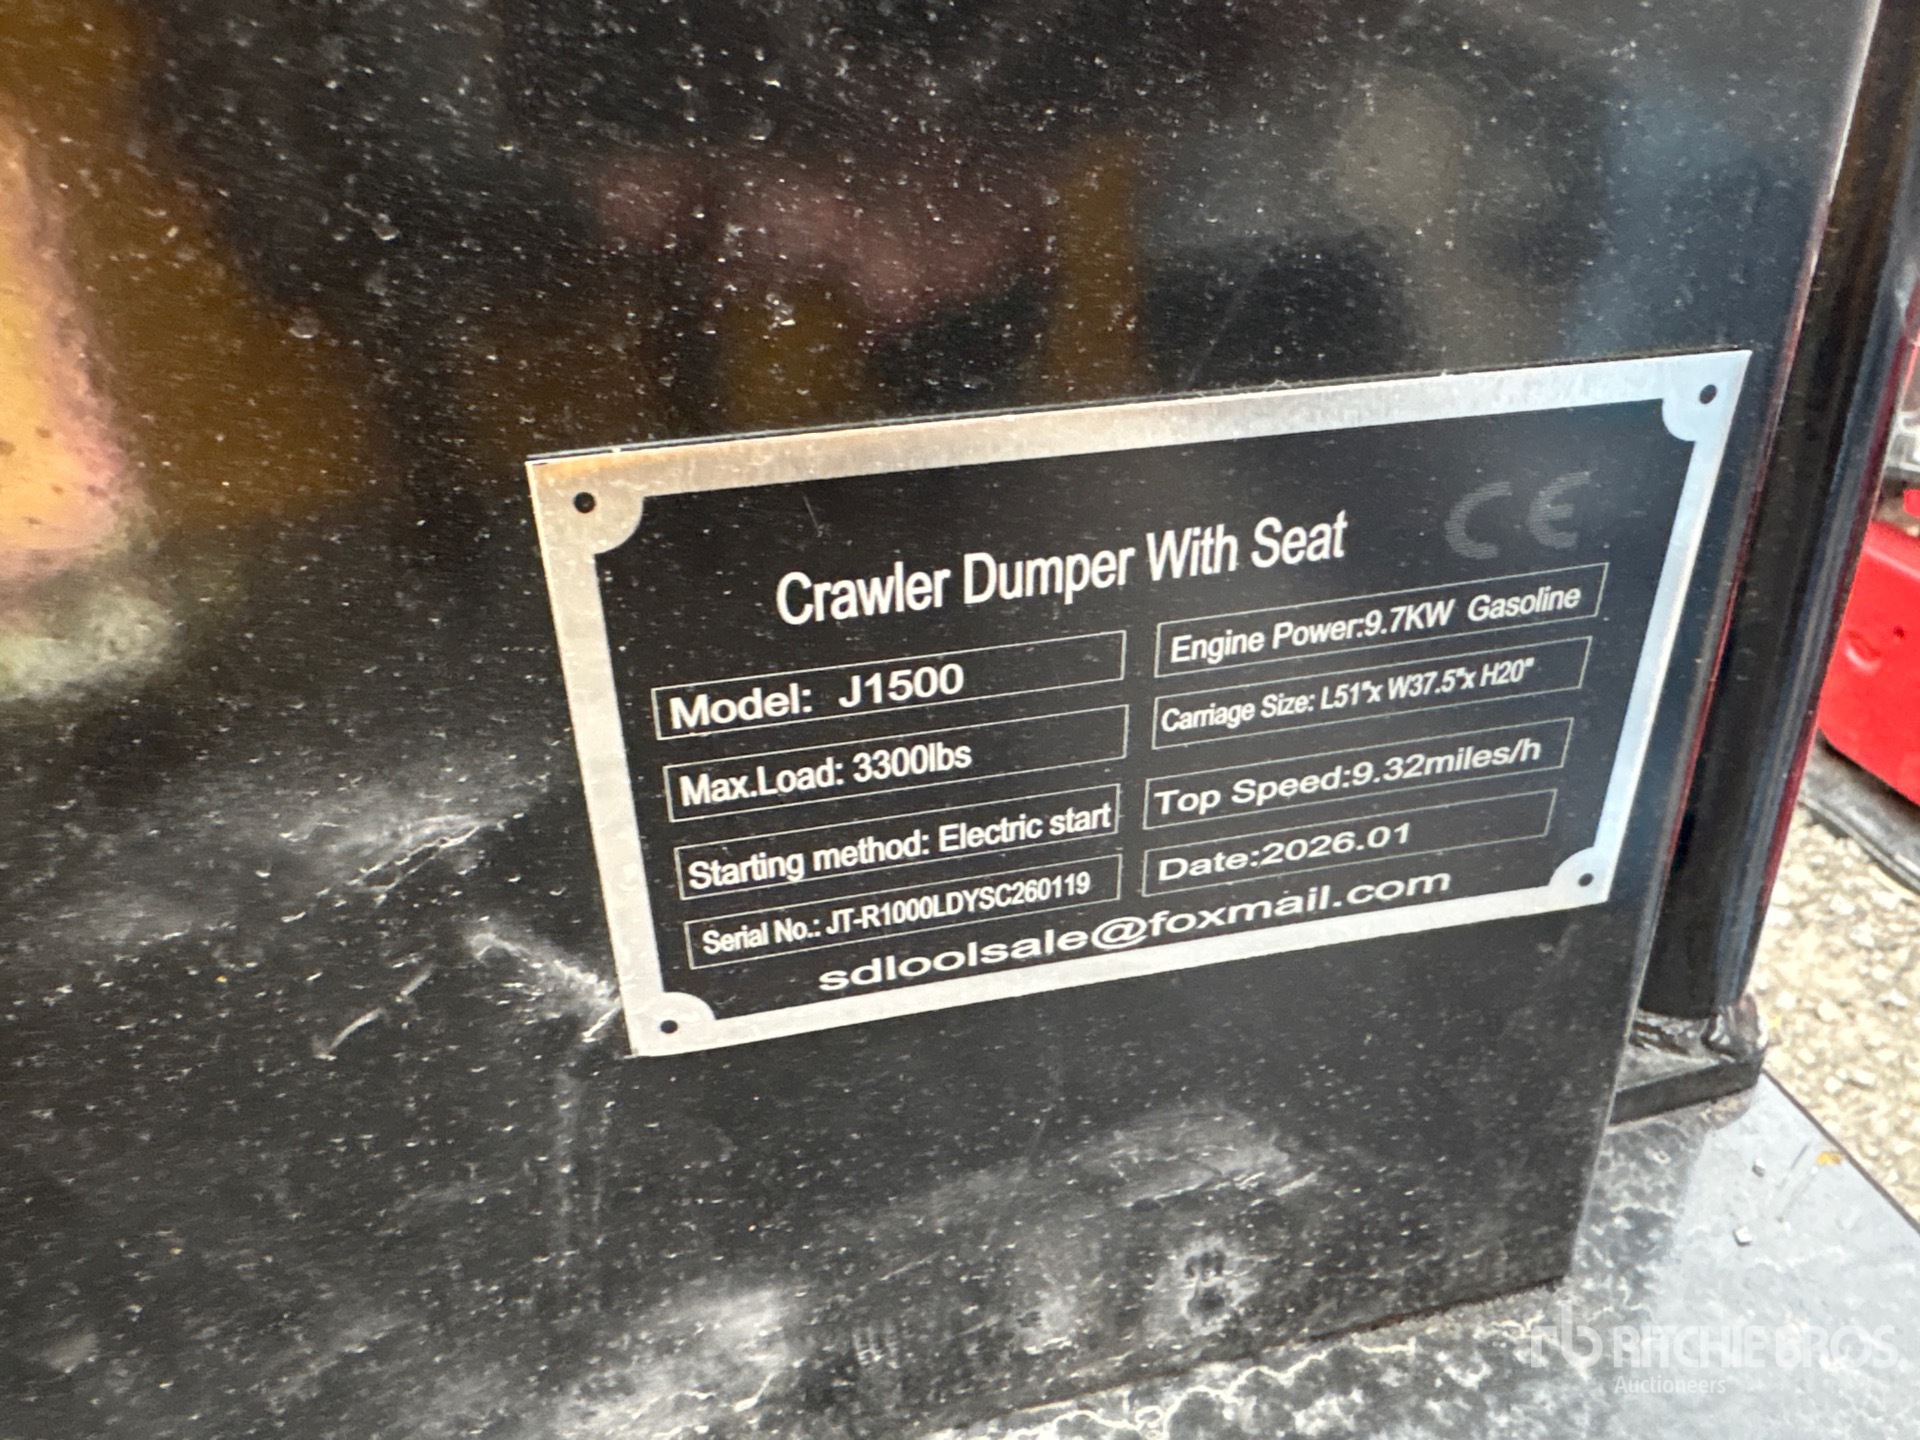 CE
Crawler Dumper With Seat
Model: J1500
Engine Power:9.7KW Gasoline
Max.Load: 3300lbs
Carriage Size: L51"x W37.5"x H20"
Starting method: Electric start
Top Speed:9.32miles/h
Serial No.: JT-R1000LDYSC260119
Date:2026.01
sdloolsale@foxmail.com
rb RITCHIE BROS.
Auctioneers